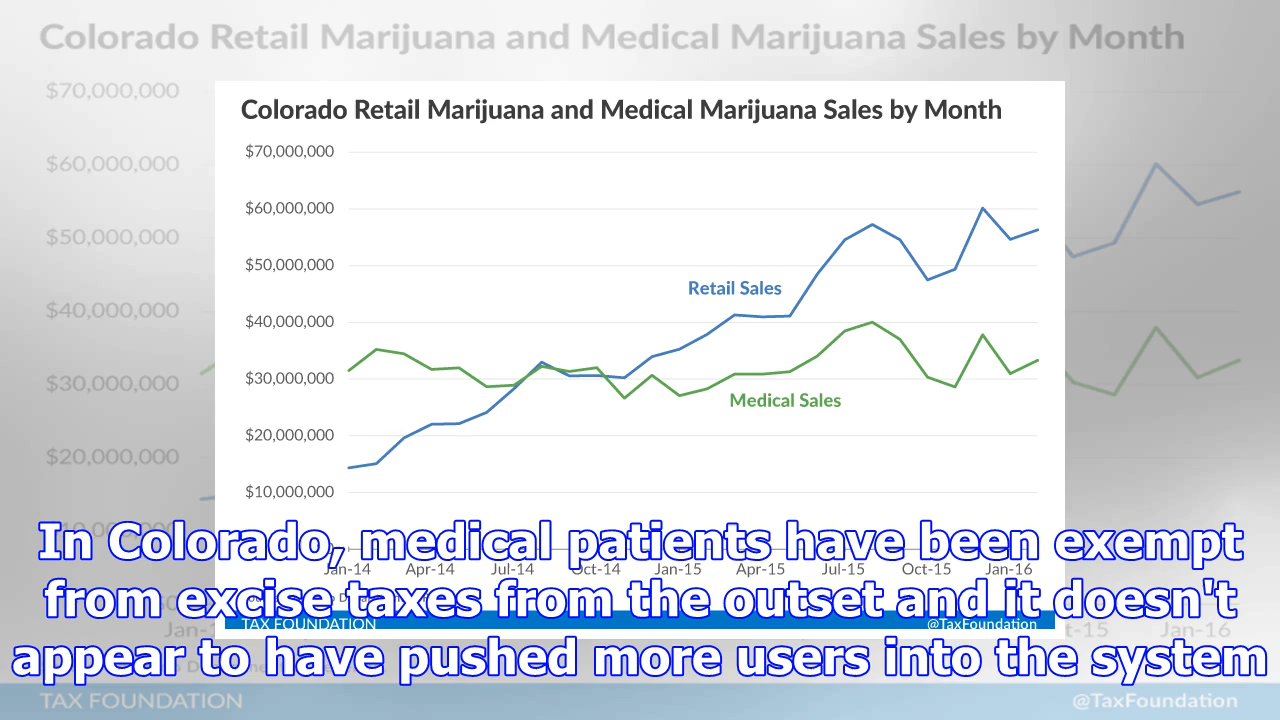 Colorado Retail Marijuana and Medical Marijuana Sales by Month
$70,000,000
$60,000,000
$50,000,000
$40,000,000
$30,000,000
$20,000,000
Jan-16
TAX FOUNDATION
@TaxFoundation
Colorado Retail Marijuana and Medical Marijuana Sales by Month
$70,000,000
$60,000,000
$50,000,000
$40,000,000
$30,000,000
$20,000,000
$10,000,000
Retail Sales
Medical Sales
Jan-14 Apr-14 Jul-14 Oct-14 Jan-15 Apr-15 Jul-15 Oct-15 Jan-16
TAX FOUNDATION
@TaxFoundation
In Colorado, medical patients have been exempt
from excise taxes from the outset and it doesn't
appear to have pushed more users into the system